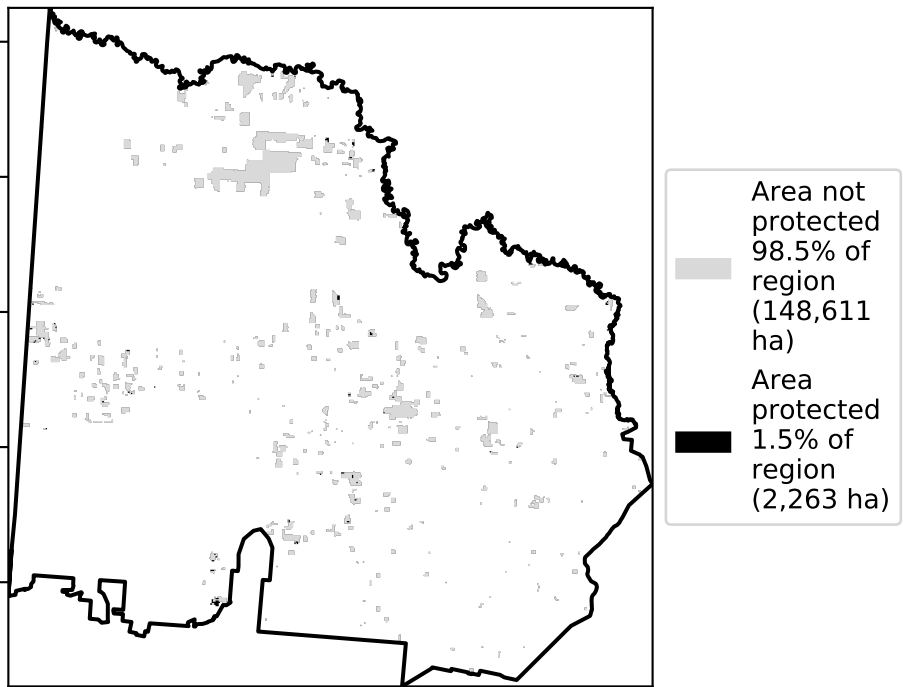 Area not
protected
98.5% of
region
(148,611
ha)
Area
protected
1.5% of
region
(2,263 ha)